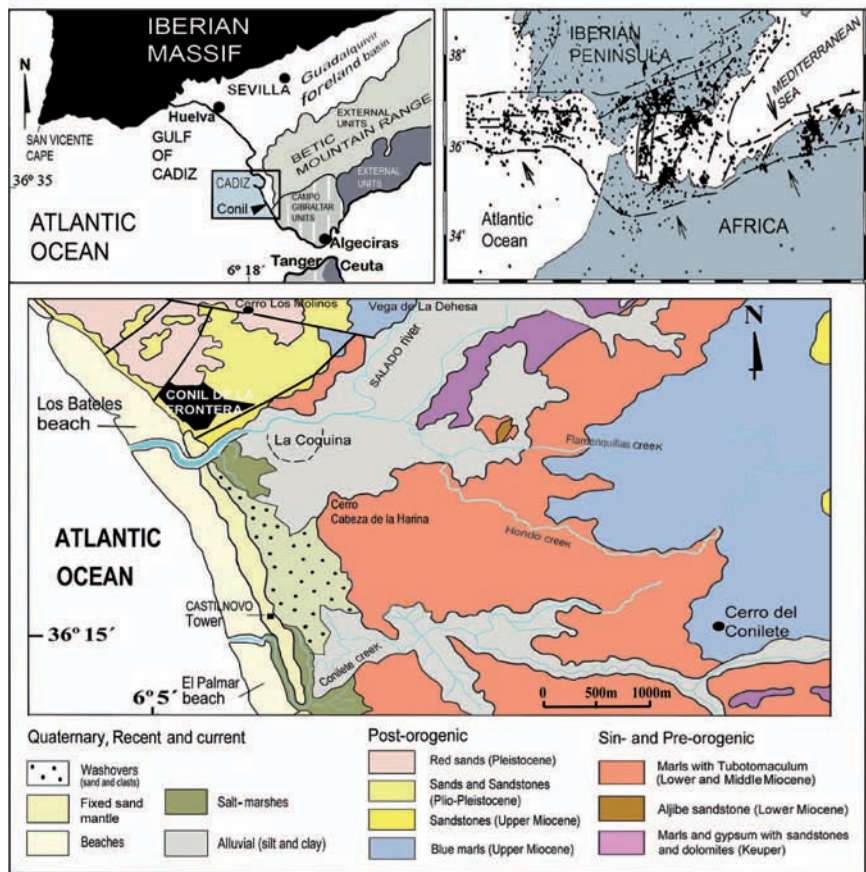 IBERIAN
MASSIF
N
SEVILLA
Guadalquivir
foreland basin
Huelva
SAN VICENTE
CAPE
GULF
OF
CADIZ
EXTERNAL
UNITS
BETIC
MOUNTAIN RANGE
36° 35
CADIZ
Conil
CAMPO
GIBRALTAR
UNITS
EXTERNAL
UNITS
ATLANTIC
OCEAN
Algeciras
6° 18´
Tanger
Ceuta
38°
36°
34'
IBERIAN
PENINSULA
MEDITERRANEAN
SEA
Atlantic
Ocean
AFRICA
Cerro Los Molinos
Vega de La Dehesa
N
SALADO river
CONIL DE LA
FRONTERA
Los Bateles
beach
La Coquina
Flamenquillas creek
Cerro
Cabeza de la Harina
Hondo creek
ATLANTIC
OCEAN
CASTILNOVO
Tower
Cerro del
Conilete
36° 15´
Conilete creek
El Palmar
beach
6° 5´
0 500m 1000m
Quaternary, Recent and current
Washovers
(sand and clasts)
Fixed sand
mantle
Beaches
Salt-marshes
Alluvial (silt and clay)
Post-orogenic
Red sands (Pleistocene)
Sands and Sandstones
(Plio-Pleistocene)
Sandstones (Upper Miocene)
Blue marls (Upper Miocene)
Sin- and Pre-orogenic
Marls with Tubotomaculum
(Lower and Middle Miocene)
Aljibe sandstone (Lower Miocene)
Marls and gypsum with sandstones
and dolomites (Keuper)